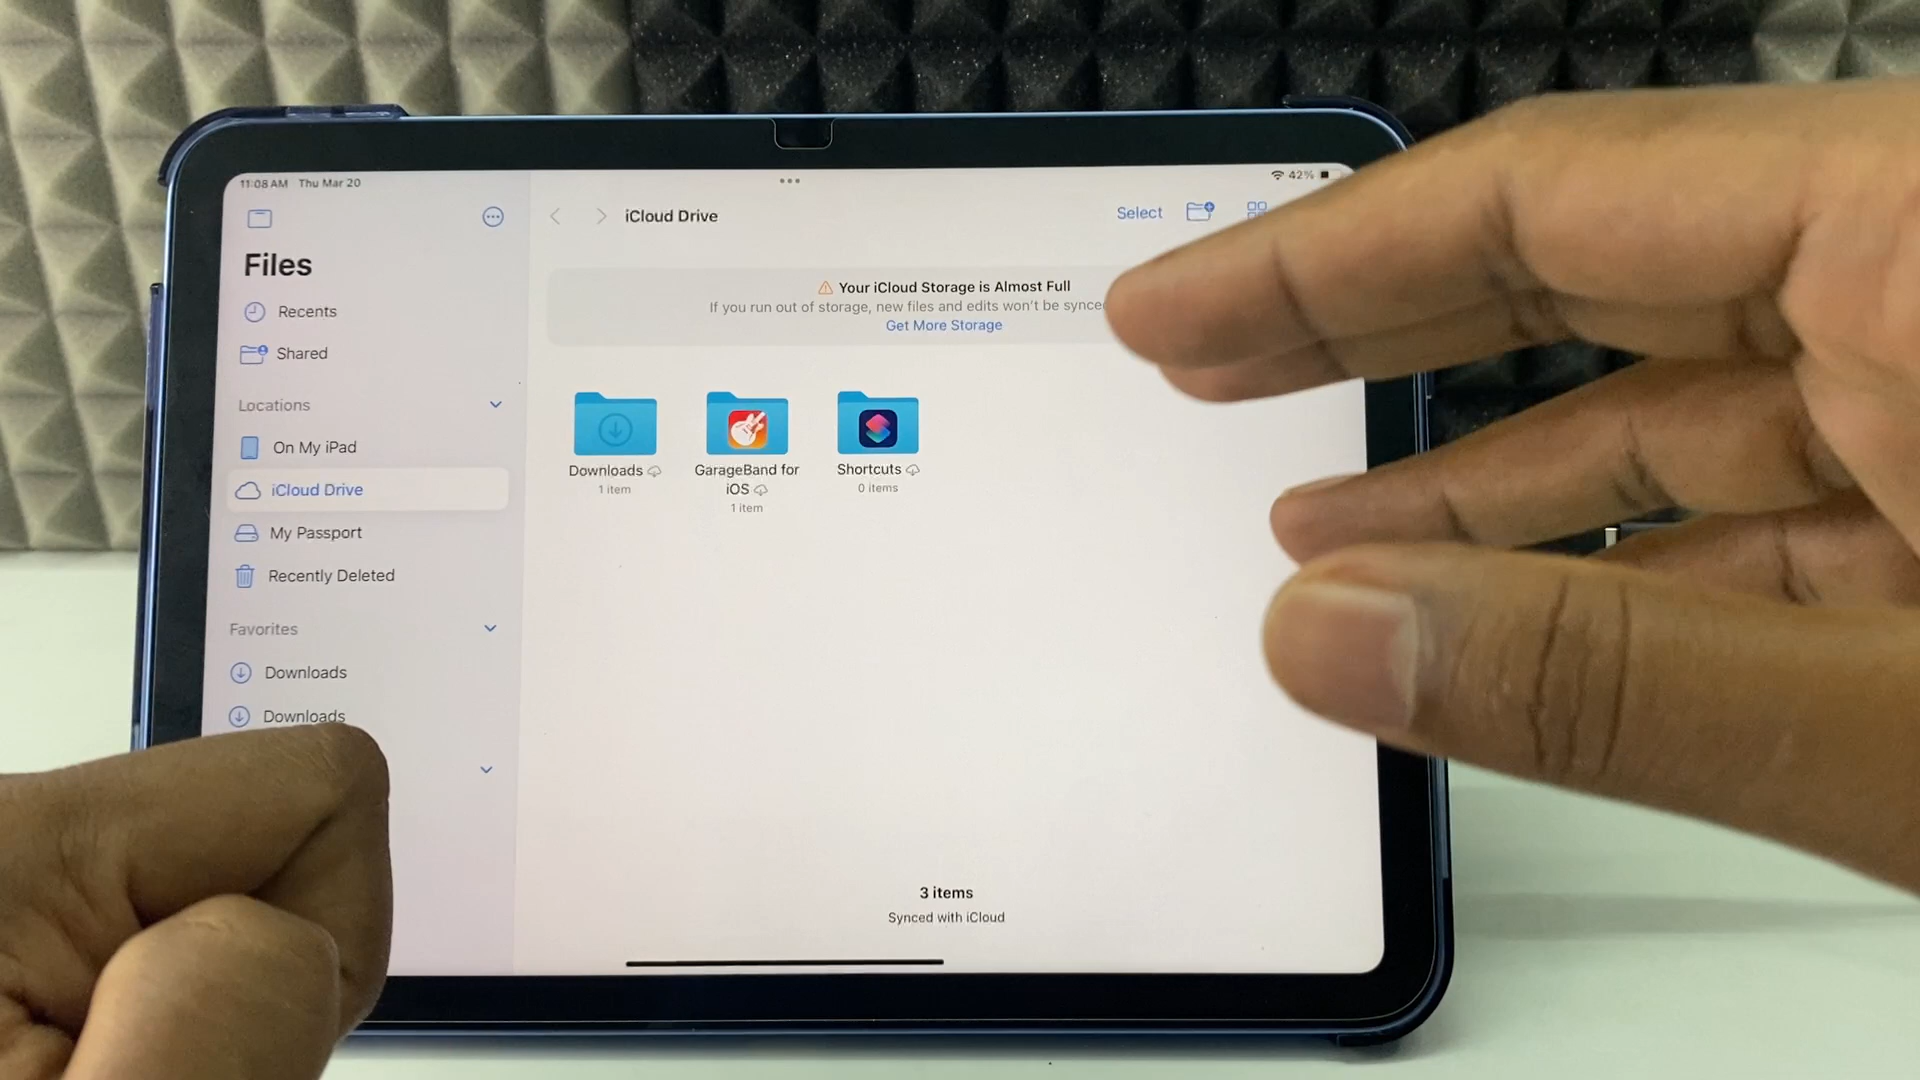 11:08 AM Thu Mar 20
42%
Files
Recents
Shared
Locations
On My iPad
iCloud Drive
My Passport
Recently Deleted
Favorites
Downloads
Downloads
iCloud Drive
Select
Your iCloud Storage is Almost Full
If you run out of storage, new files and edits won't be
Get More Storage
Downloads
1 item
GarageBand for
iOS
1 item
Shortcuts
0 items
3 items
Synced with iCloud